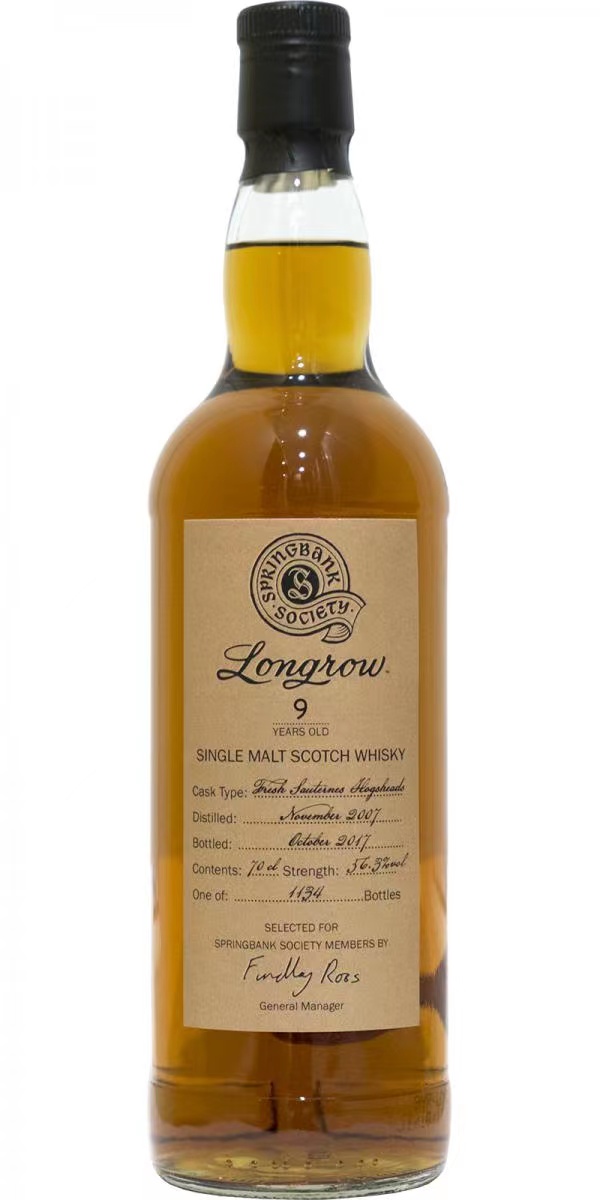 SPRINGBANK
S
SOCIETY
Longrow™
9
YEARS OLD
SINGLE MALT SCOTCH WHISKY
Cask Type: Fresh Sauternes Hogsheads
Distilled: November 2007
Bottled: October 2017
Contents: 70 cl Strength: 56.3%vol
One of: 1134 Bottles
SELECTED FOR
SPRINGBANK SOCIETY MEMBERS BY
Findlay Ross
General Manager